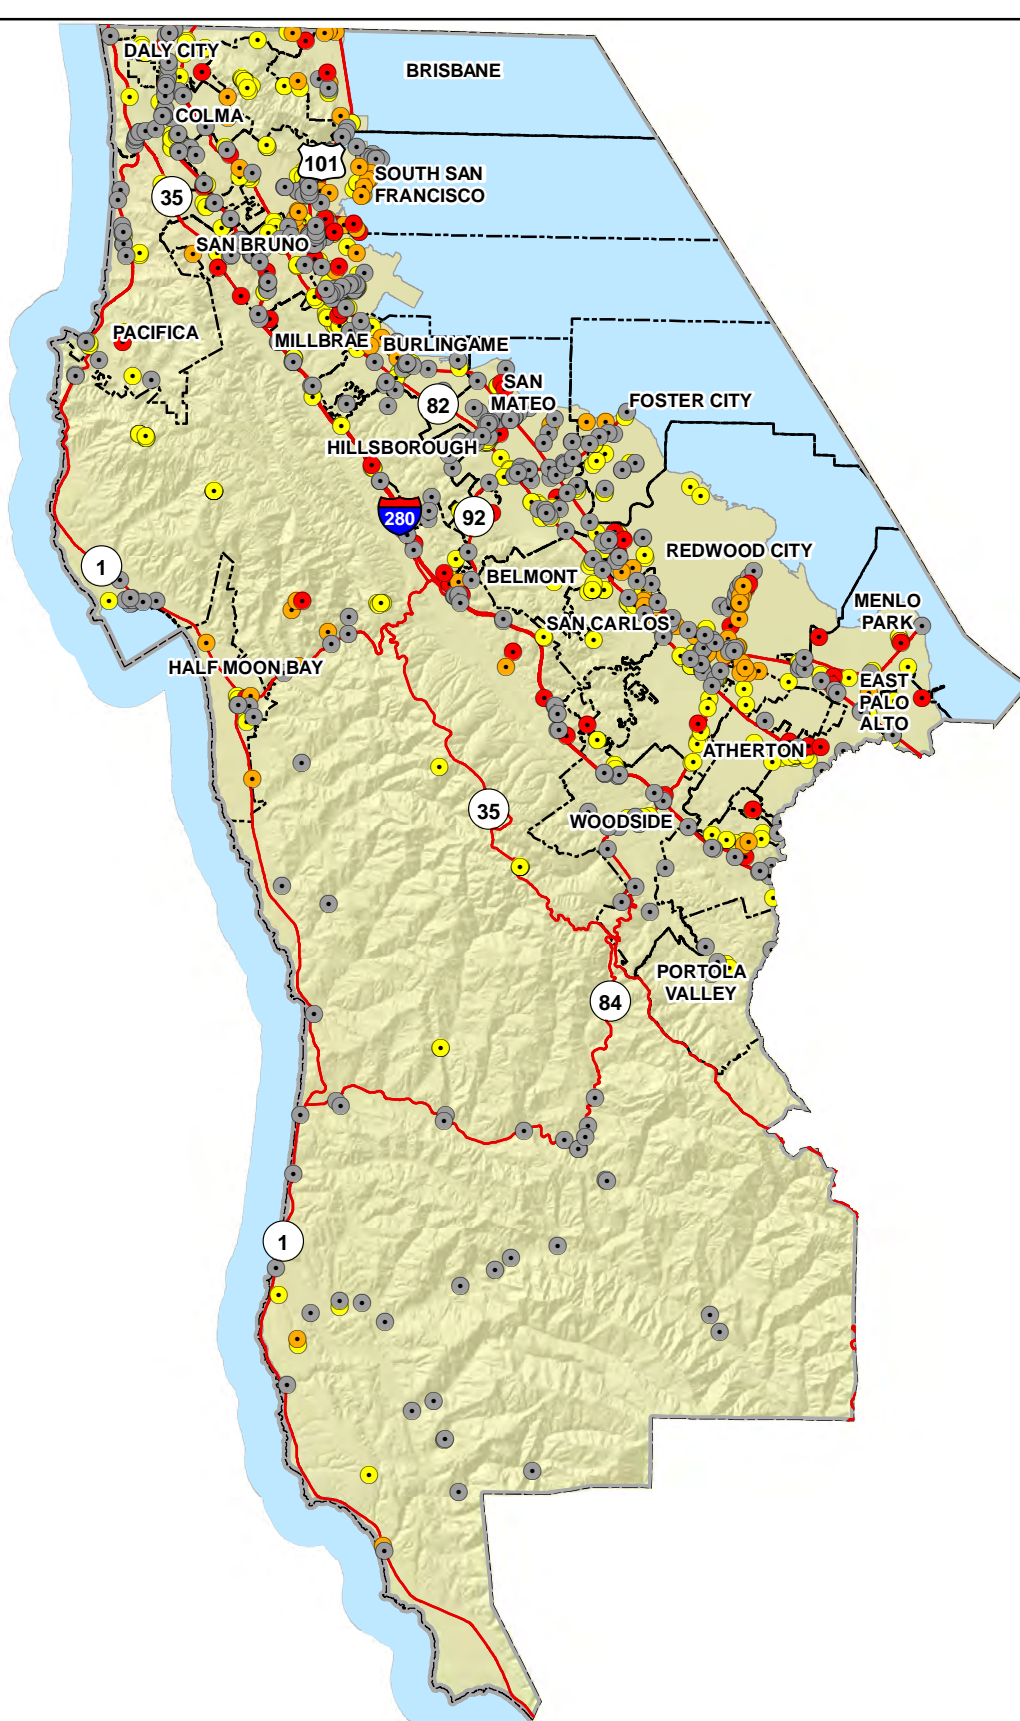 DALY CITY
BRISBANE
COLMA
101
SOUTH SAN
FRANCISCO
35
SAN BRUNO
PACIFICA
MILLBRAE
BURLINGAME
SAN
MATEO
82
FOSTER CITY
HILLSBOROUGH
280
92
REDWOOD CITY
1
BELMONT
MENLO
PARK
SAN CARLOS
HALF MOON BAY
EAST
PALO
ALTO
ATHERTON
35
WOODSIDE
PORTOLA
VALLEY
84
1